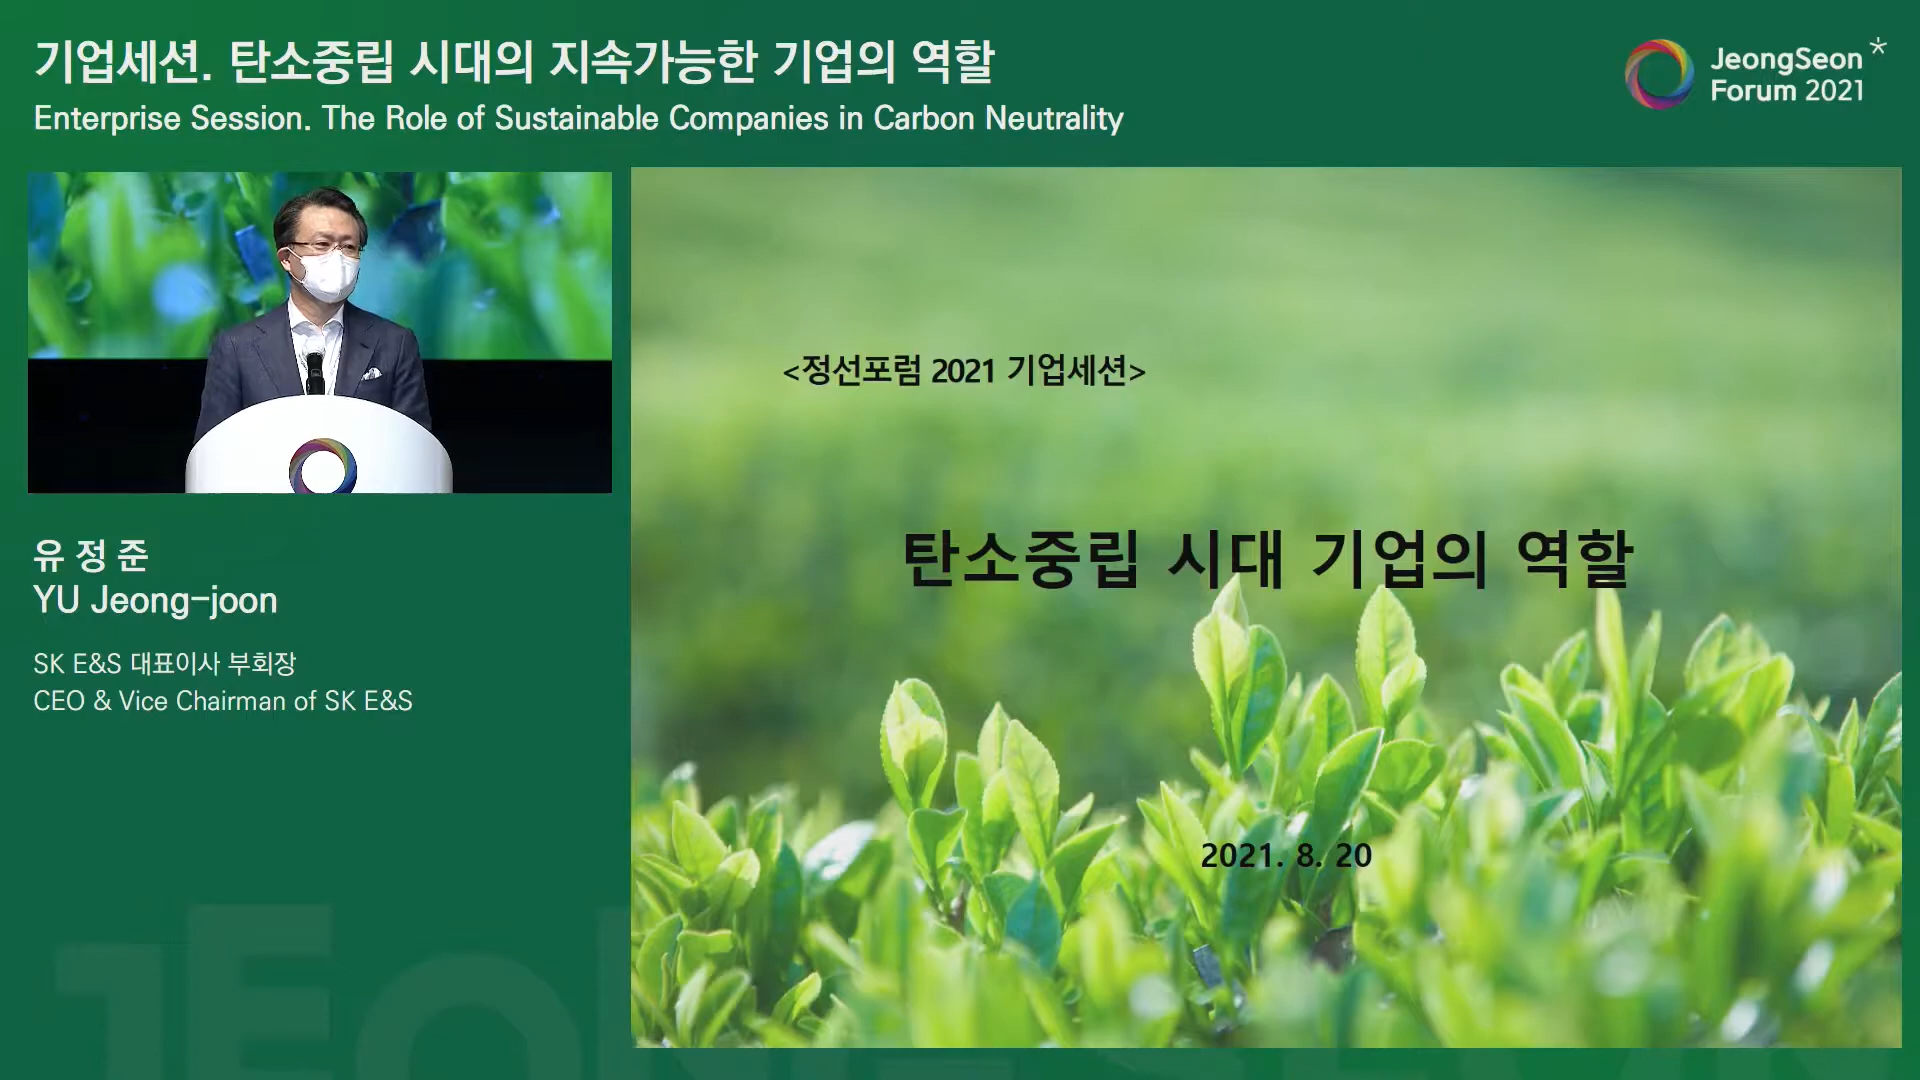 기업세션. 탄소중립 시대의 지속가능한 기업의 역할
Enterprise Session. The Role of Sustainable Companies in Carbon Neutrality
JeongSeon*
Forum 2021
유정준
YU Jeong-joon
SK E&S 대표이사 부회장
CEO & Vice Chairman of SK E&S
<정선포럼 2021 기업세션>
탄소중립 시대 기업의 역할
2021. 8. 20